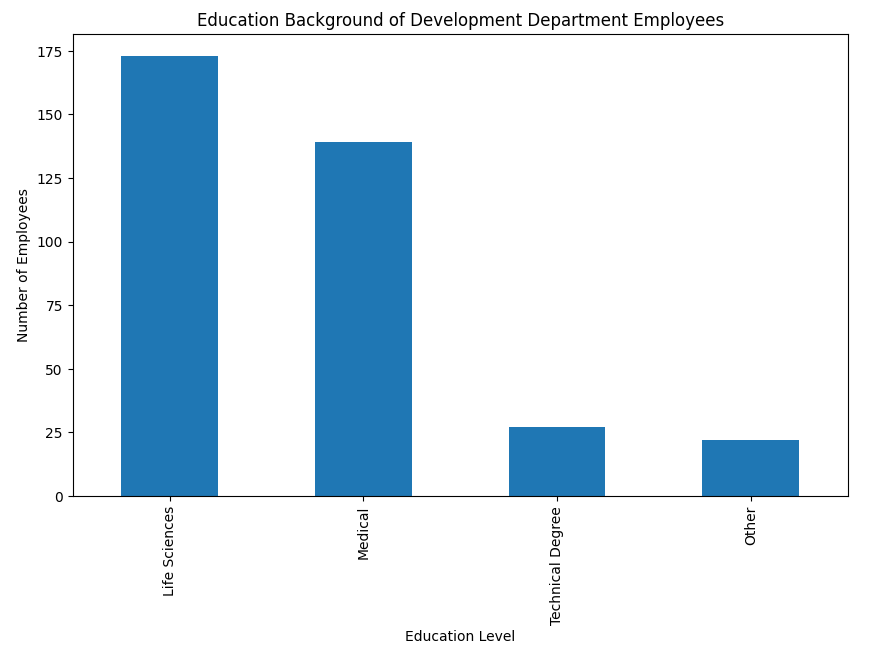 Education Background of Development Department Employees
175
150
125
100
75
50
25
0
Number of Employees
Life Sciences
Medical
Technical Degree
Other
Education Level